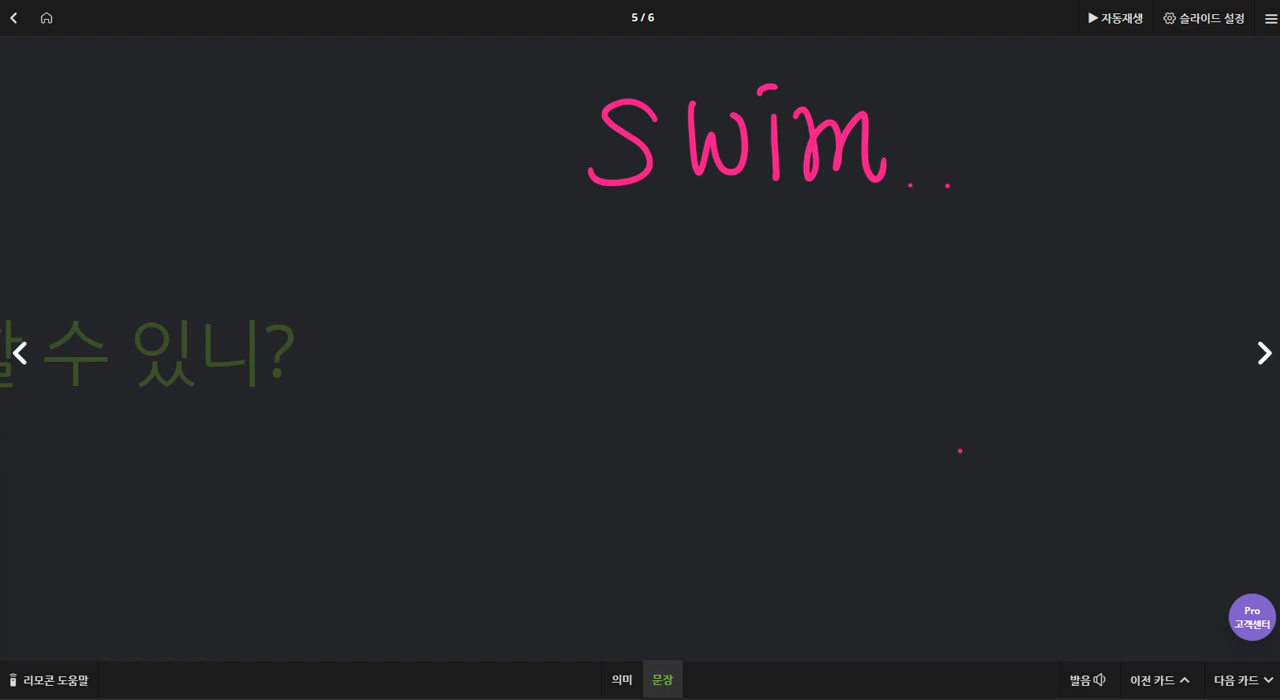 5 / 6
자동재생
슬라이드 설정
swim..
수 있니?
Pro
고객센터
리모콘 도움말
의미
문장
발음
이전 카드
다음 카드